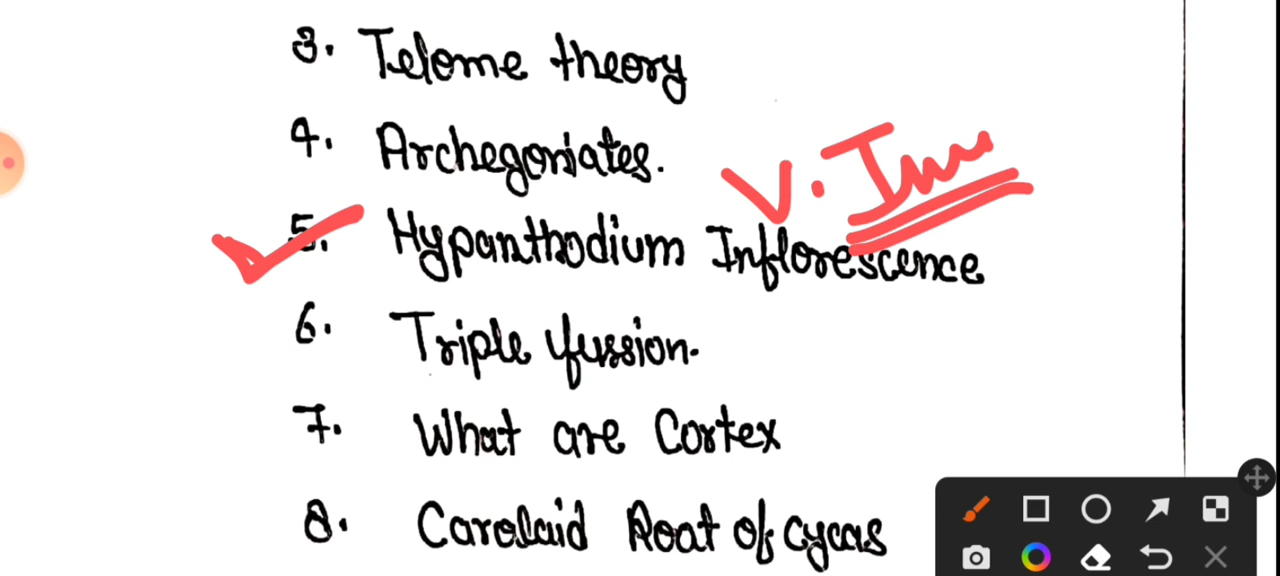 3. Telome theory
4. Archegoniates.
V. Imp
5. Hypanthodium Inflorescence
6. Triple fussion.
7. What are Cortex
8. Corolaid Root of cycas